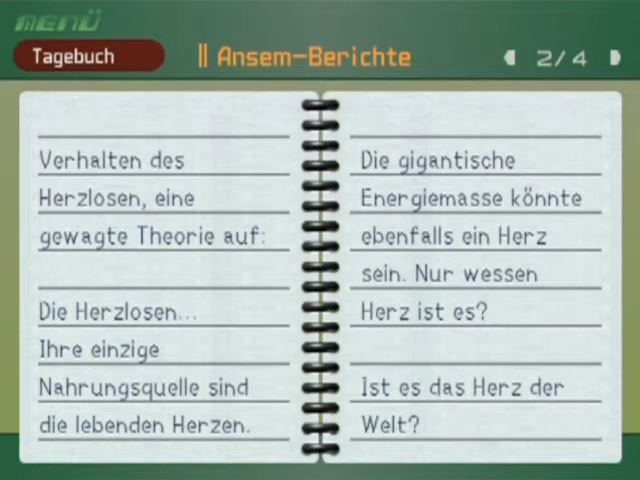 MENÜ
Tagebuch
Ansem-Berichte
2/4
Verhalten des
Herzlosen, eine
gewagte Theorie auf:
Die Herzlosen...
Ihre einzige
Nahrungsquelle sind
die lebenden Herzen.
Die gigantische
Energiemasse könnte
ebenfalls ein Herz
sein. Nur wessen
Herz ist es?
Ist es das Herz der
Welt?